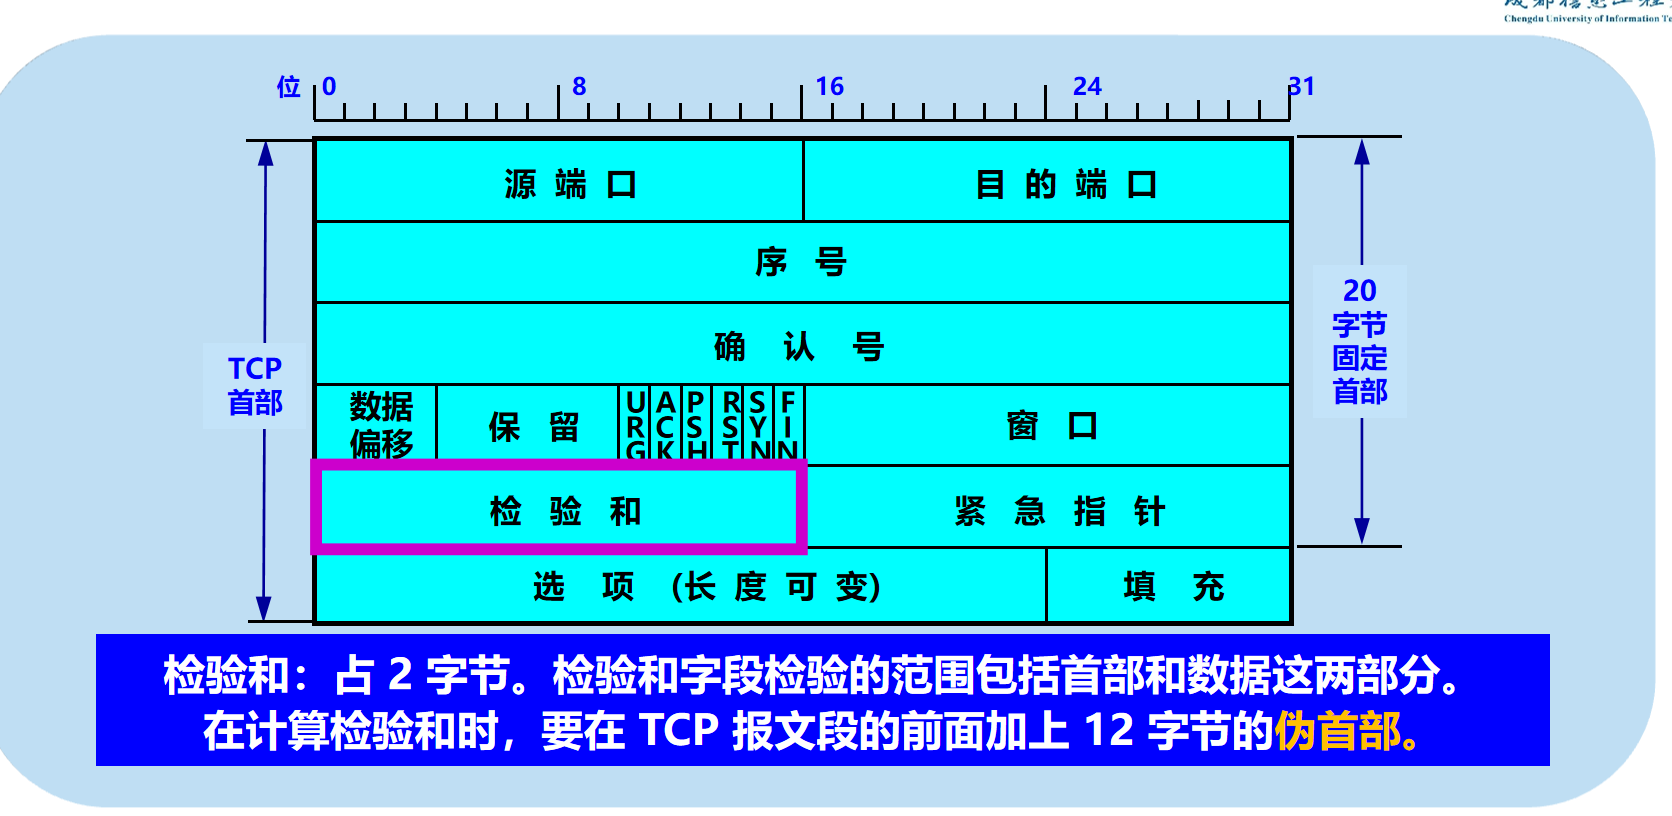 Chengdu University of Information
位 0 8 16 24 31
源 端 口 目 的 端 口
序 号
确 认 号
TCP
首部
20
字节
固定
首部
数据
偏移
保 留
URG
ACK
PSH
RST
SYN
FIN
窗 口
检 验 和 紧 急 指 针
选 项 (长 度 可 变) 填 充
检验和：占 2 字节。检验和字段检验的范围包括首部和数据这两部分。
在计算检验和时，要在 TCP 报文段的前面加上 12 字节的伪首部。